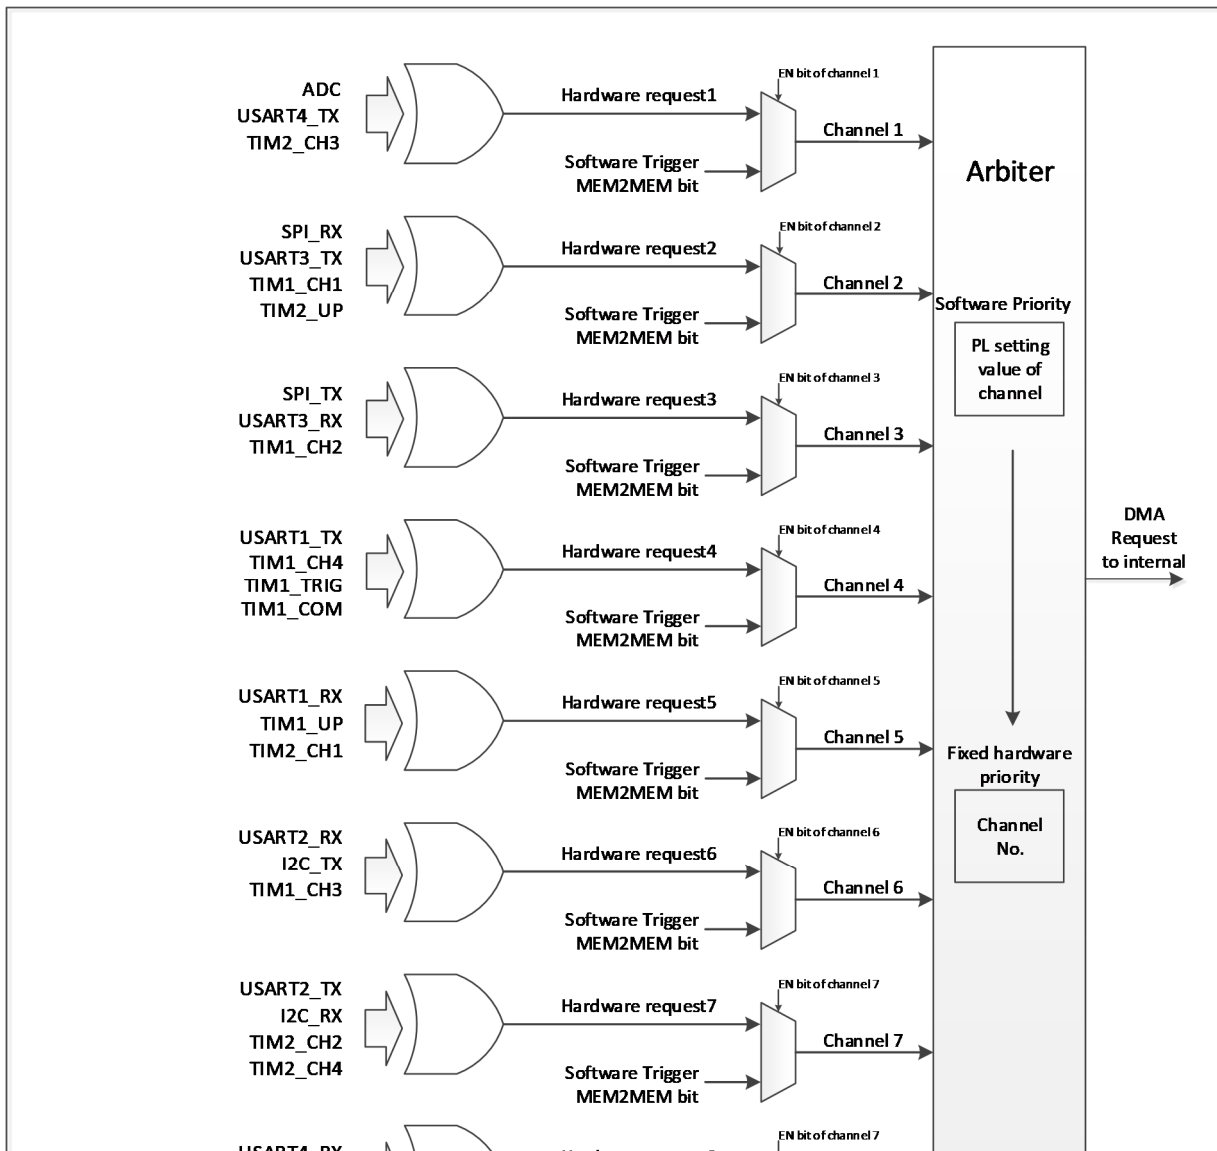 ADC
USART4_TX
TIM2_CH3
Hardware request1
Software Trigger
MEM2MEM bit
EN bit of channel 1
Channel 1
Arbiter
SPI_RX
USART3_TX
TIM1_CH1
TIM2_UP
Hardware request2
Software Trigger
MEM2MEM bit
EN bit of channel 2
Channel 2
Software Priority
PL setting
value of
channel
SPI_TX
USART3_RX
TIM1_CH2
Hardware request3
Software Trigger
MEM2MEM bit
EN bit of channel 3
Channel 3
USART1_TX
TIM1_CH4
TIM1_TRIG
TIM1_COM
Hardware request4
Software Trigger
MEM2MEM bit
EN bit of channel 4
Channel 4
DMA
Request
to internal
USART1_RX
TIM1_UP
TIM2_CH1
Hardware request5
Software Trigger
MEM2MEM bit
EN bit of channel 5
Channel 5
Fixed hardware
priority
Channel
No.
USART2_RX
I2C_TX
TIM1_CH3
Hardware request6
Software Trigger
MEM2MEM bit
EN bit of channel 6
Channel 6
USART2_TX
I2C_RX
TIM2_CH2
TIM2_CH4
Hardware request7
Software Trigger
MEM2MEM bit
EN bit of channel 7
Channel 7
USART4_RX
EN bit of channel 7